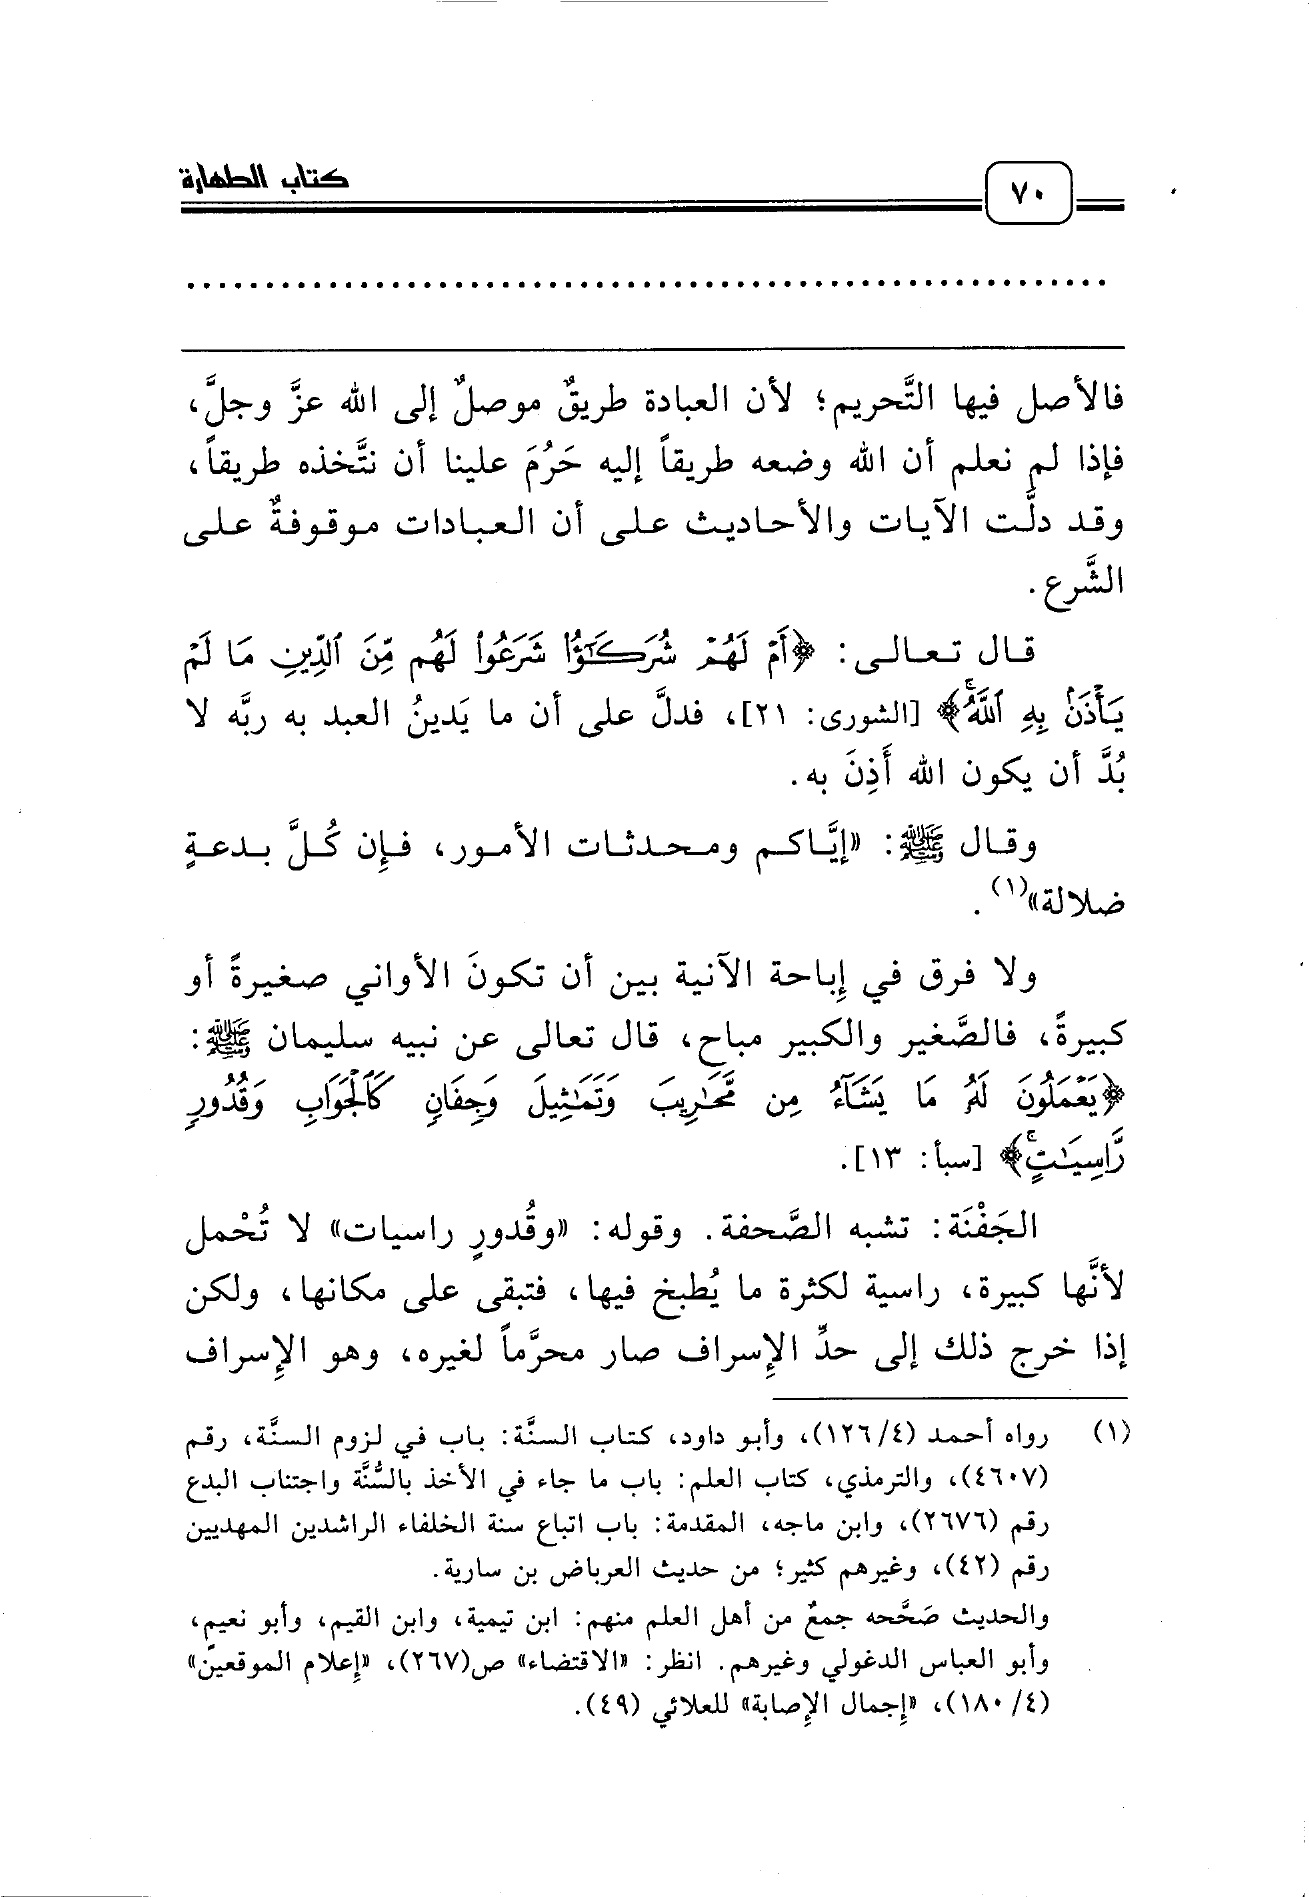 ٧٠
كتاب الطهارة
..........................................................
فالأصل فيها التَّحريم؛ لأن العبادة طريقٌ موصلٌ إلى الله عزَّ وجلَّ،
فإذا لم نعلم أن الله وضعه طريقاً إليه حَرُمَ علينا أن نتَّخذه طريقاً،
وقد دلَّت الآيات والأحاديث على أن العبادات موقوفةٌ على
الشَّرع.
قال تعالى: ﴿أَمْ لَهُمْ شُرَكَٰٓؤُا۟ شَرَعُوا۟ لَهُم مِّنَ ٱلدِّينِ مَا لَمْ
يَأْذَنۢ بِهِ ٱللَّهُۚ﴾ [الشورى: ٢١]، فدلَّ على أن ما يَدينُ العبد به ربَّه لا
بُدَّ أن يكون الله أَذِنَ به.
وقال ﷺ: «إيَّاكم ومحدثات الأمور، فإِن كُلَّ بدعةٍ
ضلالة»(١).
ولا فرق في إِباحة الآنية بين أن تكونَ الأواني صغيرةً أو
كبيرةً، فالصَّغير والكبير مباح، قال تعالى عن نبيه سليمان ﷺ:
﴿يَعْمَلُونَ لَهُۥ مَا يَشَآءُ مِن مَّحَٰرِيبَ وَتَمَٰثِيلَ وَجِفَانٍ كَٱلْجَوَابِ وَقُدُورٍ
رَّاسِيَٰتٍۚ﴾ [سبأ: ١٣].
الجَفْنَة: تشبه الصَّحفة. وقوله: «وقُدورٍ راسيات» لا تُحْمل
لأنَّها كبيرة، راسية لكثرة ما يُطبخ فيها، فتبقى على مكانها، ولكن
إذا خرج ذلك إلى حدِّ الإِسراف صار محرَّماً لغيره، وهو الإِسراف
(١) رواه أحمد (٤/ ١٢٦)، وأبو داود، كتاب السنَّة: باب في لزوم السنَّة، رقم
(٤٦٠٧)، والترمذي، كتاب العلم: باب ما جاء في الأخذ بالسُّنَّة واجتناب البدع
رقم (٢٦٧٦)، وابن ماجه، المقدمة: باب اتباع سنة الخلفاء الراشدين المهديين
رقم (٤٢)، وغيرهم كثير؛ من حديث العرباض بن سارية.
والحديث صَحَّحه جمعٌ من أهل العلم منهم: ابن تيمية، وابن القيم، وأبو نعيم،
وأبو العباس الدغولي وغيرهم. انظر: «الاقتضاء» ص(٢٦٧)، «إِعلام الموقعين»
(٤/ ١٨٠)، «إِجمال الإِصابة» للعلائي (٤٩).